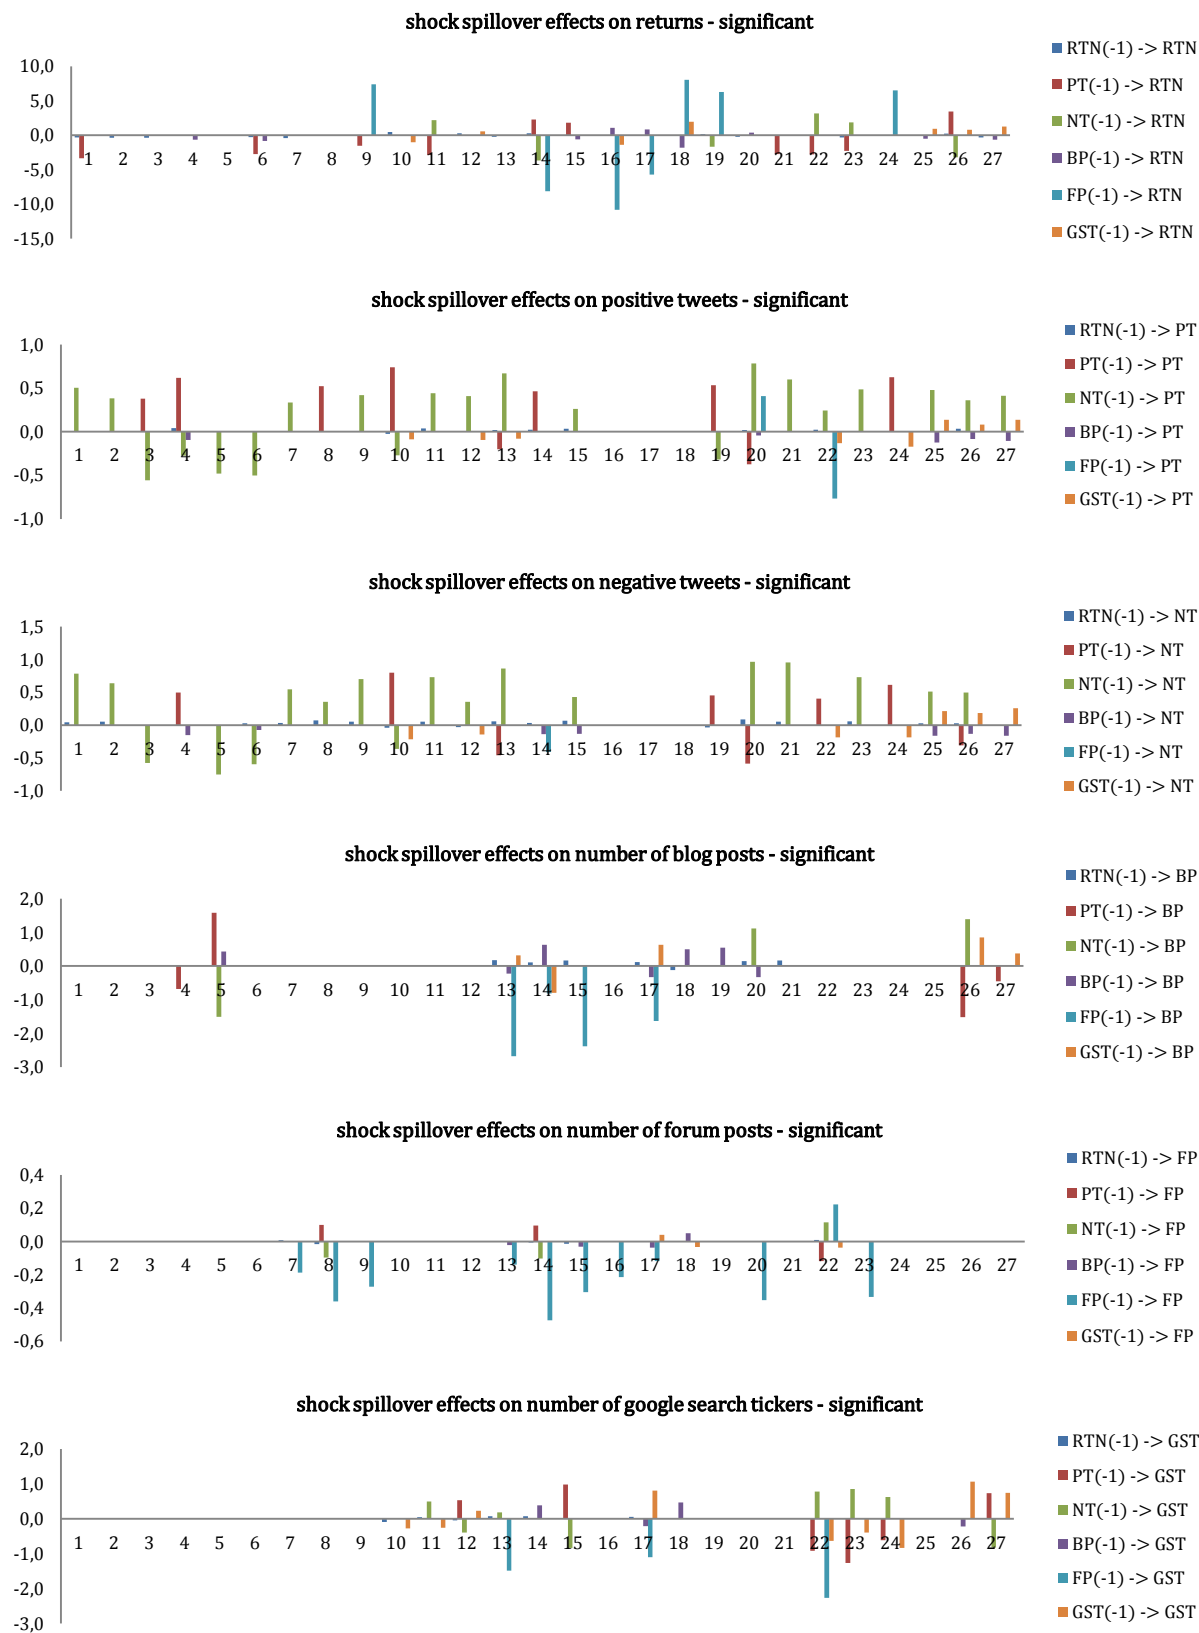 shock spillover effects on returns - significant
10,0
5,0
0,0
-5,0
-10,0
-15,0
1 2 3 4 5 6 7 8 9 10 11 12 13 14 15 16 17 18 19 20 21 22 23 24 25 26 27
RTN(-1) -> RTN
PT(-1) -> RTN
NT(-1) -> RTN
BP(-1) -> RTN
FP(-1) -> RTN
GST(-1) -> RTN
shock spillover effects on positive tweets - significant
1,0
0,5
0,0
-0,5
-1,0
1 2 3 4 5 6 7 8 9 10 11 12 13 14 15 16 17 18 19 20 21 22 23 24 25 26 27
RTN(-1) -> PT
PT(-1) -> PT
NT(-1) -> PT
BP(-1) -> PT
FP(-1) -> PT
GST(-1) -> PT
shock spillover effects on negative tweets - significant
1,5
1,0
0,5
0,0
-0,5
-1,0
1 2 3 4 5 6 7 8 9 10 11 12 13 14 15 16 17 18 19 20 21 22 23 24 25 26 27
RTN(-1) -> NT
PT(-1) -> NT
NT(-1) -> NT
BP(-1) -> NT
FP(-1) -> NT
GST(-1) -> NT
shock spillover effects on number of blog posts - significant
2,0
1,0
0,0
-1,0
-2,0
-3,0
1 2 3 4 5 6 7 8 9 10 11 12 13 14 15 16 17 18 19 20 21 22 23 24 25 26 27
RTN(-1) -> BP
PT(-1) -> BP
NT(-1) -> BP
BP(-1) -> BP
FP(-1) -> BP
GST(-1) -> BP
shock spillover effects on number of forum posts - significant
0,4
0,2
0,0
-0,2
-0,4
-0,6
1 2 3 4 5 6 7 8 9 10 11 12 13 14 15 16 17 18 19 20 21 22 23 24 25 26 27
RTN(-1) -> FP
PT(-1) -> FP
NT(-1) -> FP
BP(-1) -> FP
FP(-1) -> FP
GST(-1) -> FP
shock spillover effects on number of google search tickers - significant
2,0
1,0
0,0
-1,0
-2,0
-3,0
1 2 3 4 5 6 7 8 9 10 11 12 13 14 15 16 17 18 19 20 21 22 23 24 25 26 27
RTN(-1) -> GST
PT(-1) -> GST
NT(-1) -> GST
BP(-1) -> GST
FP(-1) -> GST
GST(-1) -> GST